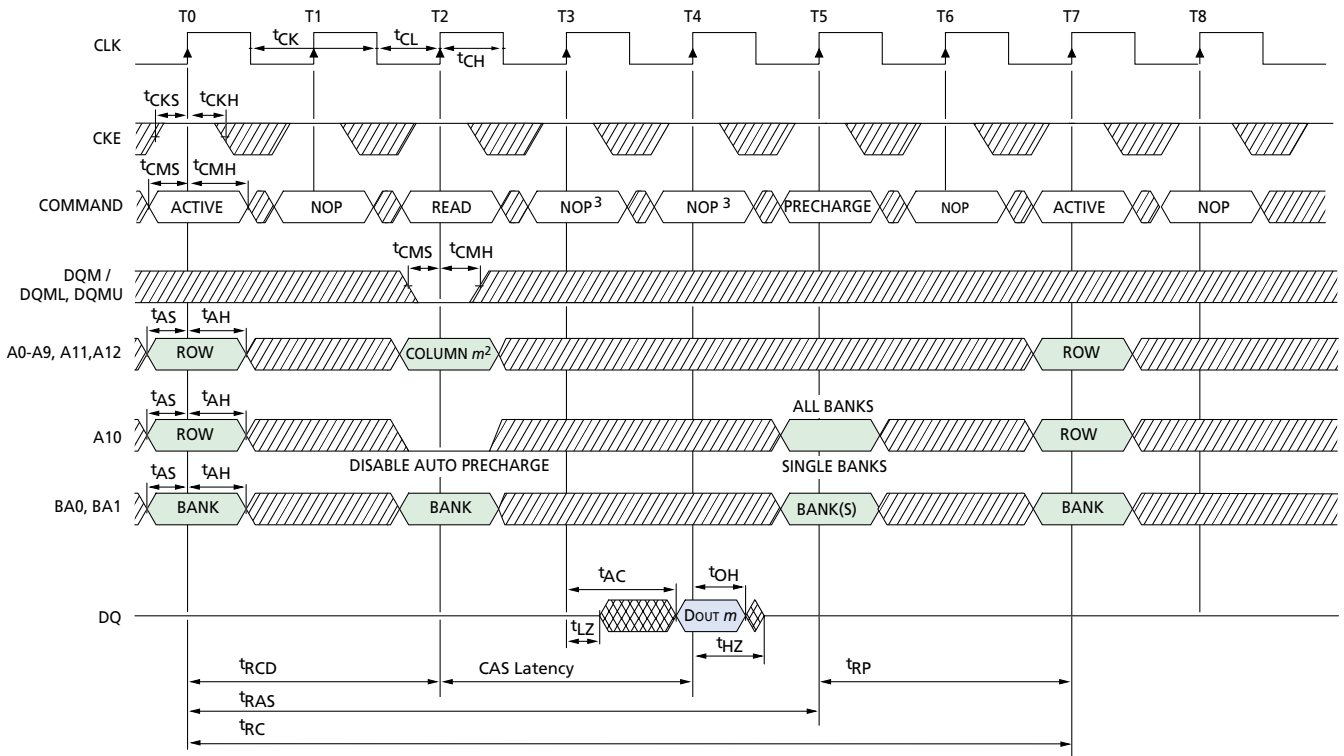 T0 T1 T2 T3 T4 T5 T6 T7 T8
CLK
tCK tCL
tCH
tCKS tCKH
CKE
tCMS tCMH
COMMAND ACTIVE NOP READ NOP3 NOP3 PRECHARGE NOP ACTIVE NOP
tCMS tCMH
DQM /
DQML, DQMU
tAS tAH
A0-A9, A11,A12 ROW COLUMN m2 ROW
tAS tAH
ALL BANKS
A10 ROW ROW
DISABLE AUTO PRECHARGE SINGLE BANKS
tAS tAH
BA0, BA1 BANK BANK BANK(S) BANK
tAC tOH
DQ DOUT m
tLZ tHZ
tRCD CAS Latency tRP
tRAS
tRC